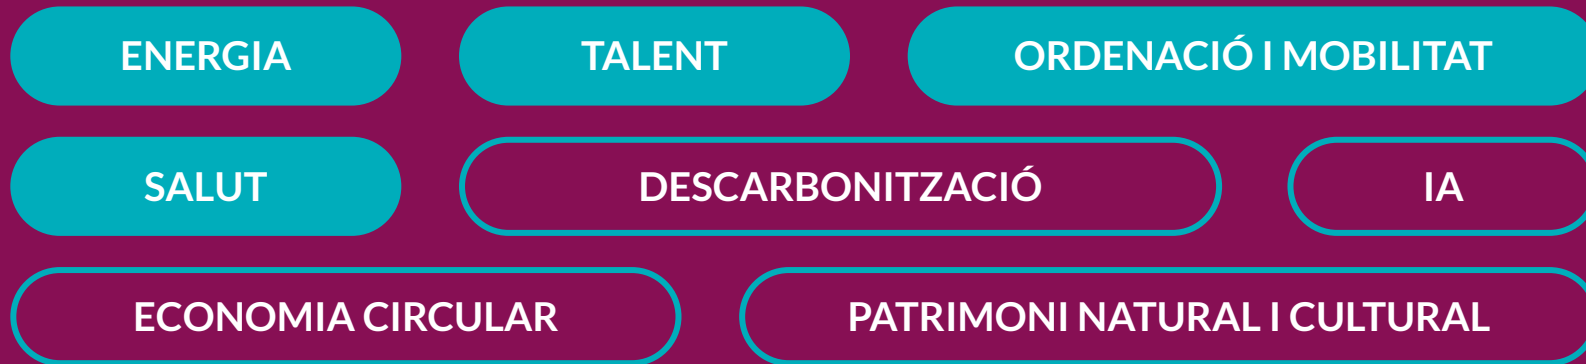 ENERGIA
TALENT
ORDENACIÓ I MOBILITAT
SALUT
DESCARBONITZACIÓ
IA
ECONOMIA CIRCULAR
PATRIMONI NATURAL I CULTURAL